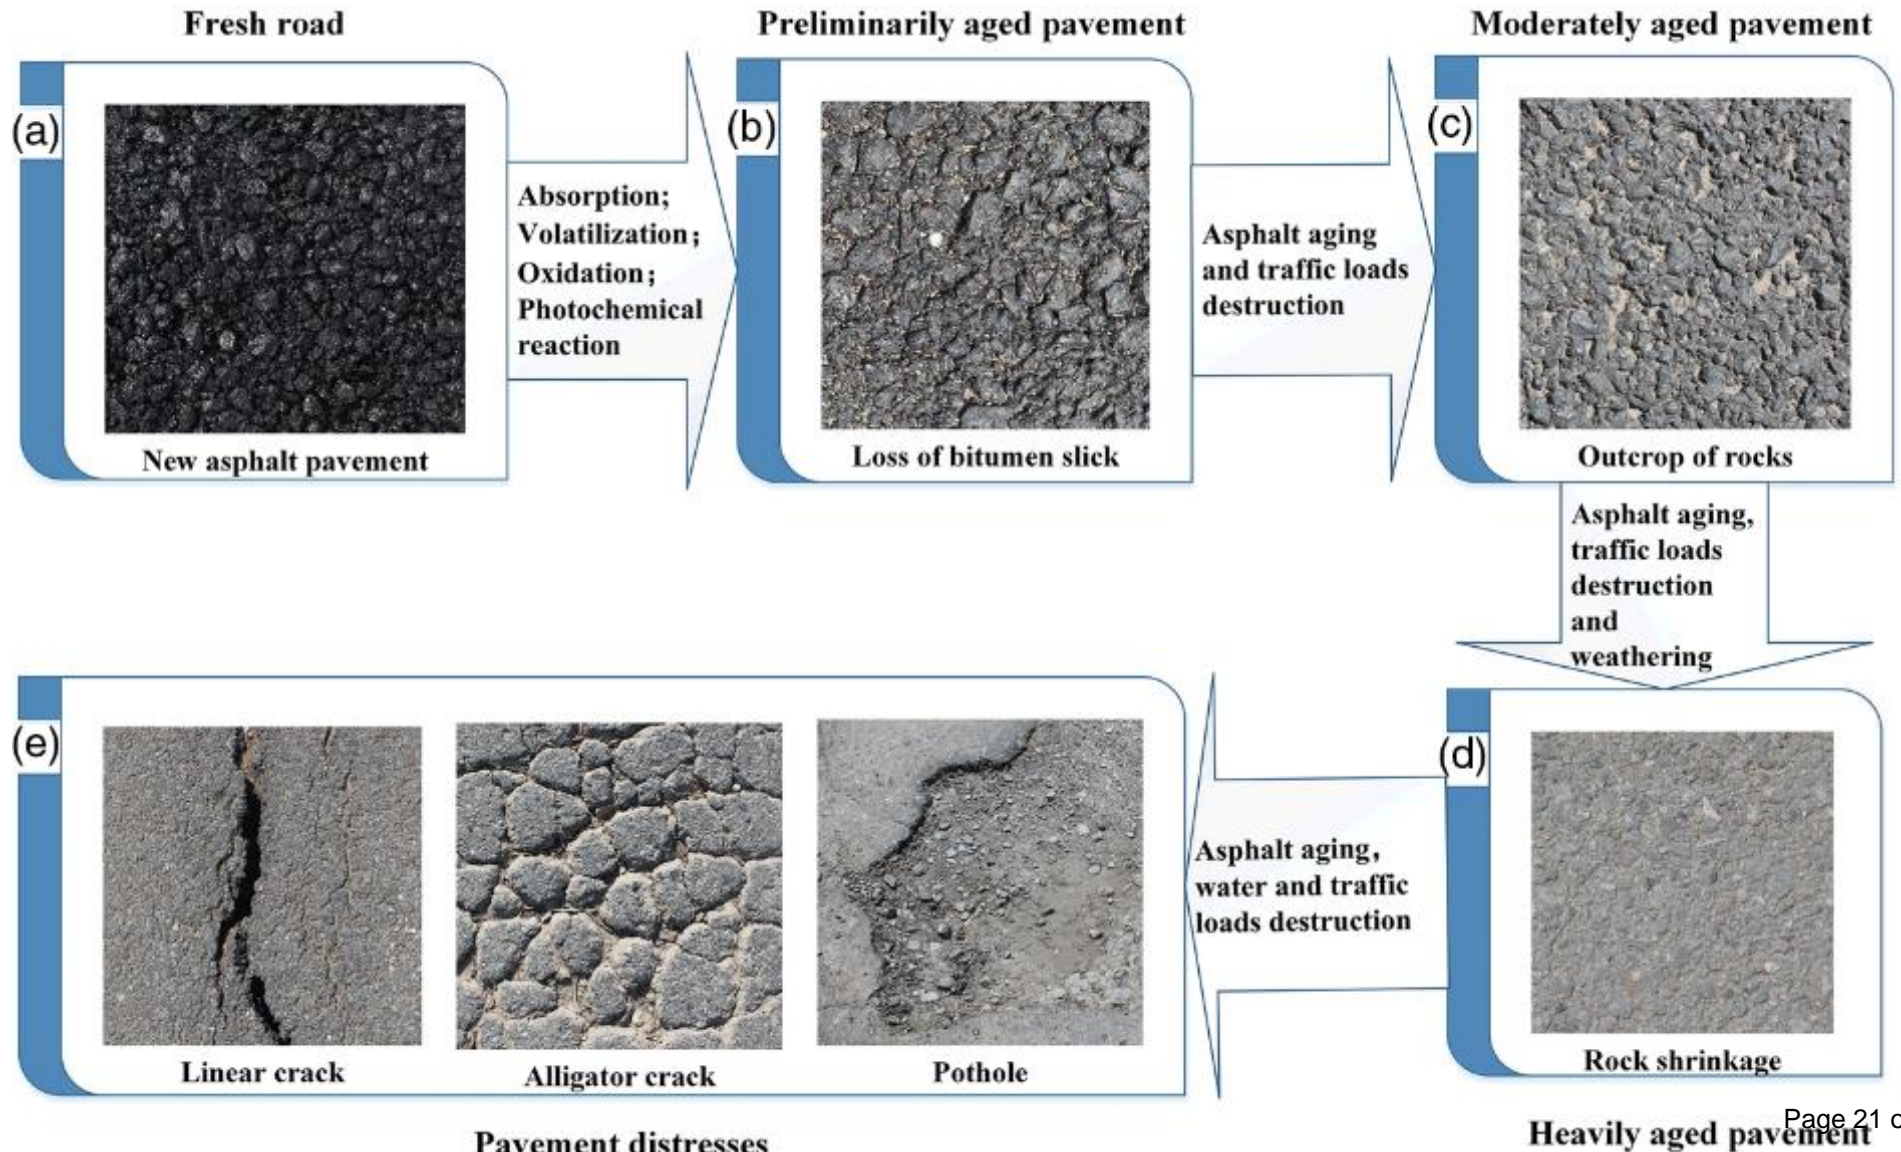 Fresh road
Preliminarily aged pavement
Moderately aged pavement
(a)
(b)
(c)
Absorption;
Volatilization;
Oxidation;
Photochemical
reaction
Asphalt aging
and traffic loads
destruction
New asphalt pavement
Loss of bitumen slick
Outcrop of rocks
Asphalt aging,
traffic loads
destruction
and
weathering
(e)
(d)
Asphalt aging,
water and traffic
loads destruction
Linear crack
Alligator crack
Pothole
Rock shrinkage
Pavement distresses
Heavily aged pavement
Page 21 o